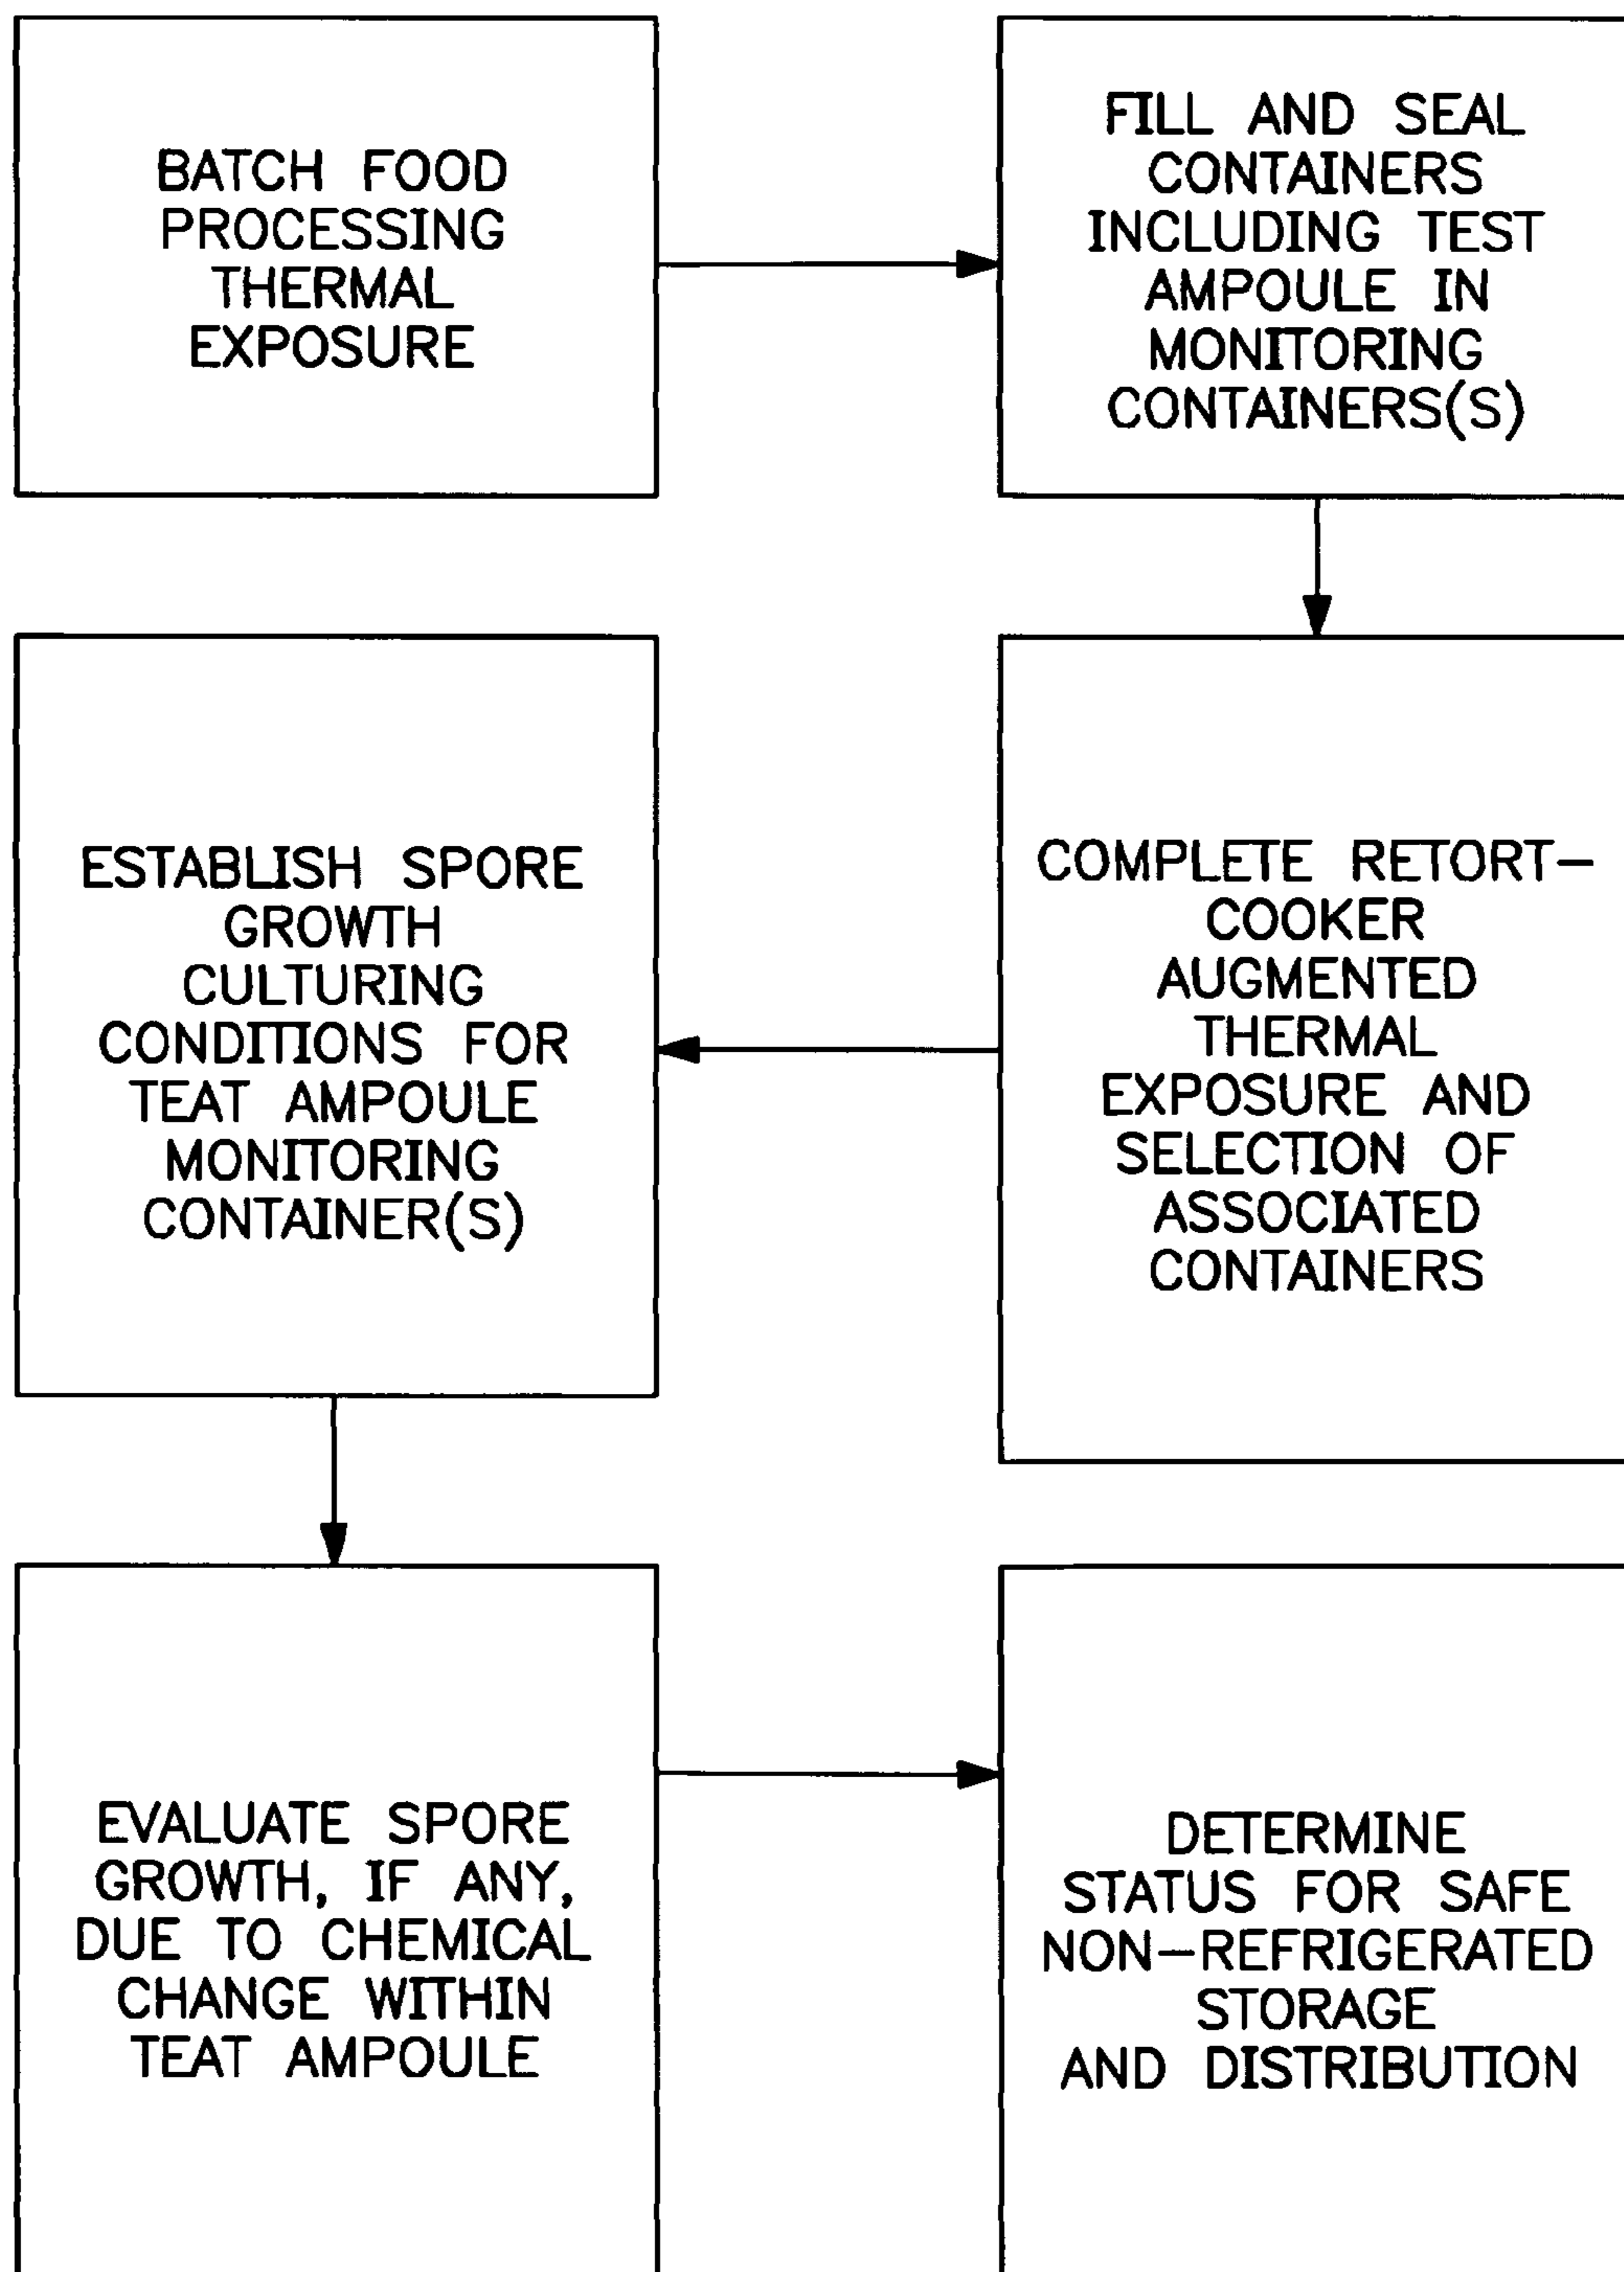 BATCH FOOD
PROCESSING
THERMAL
EXPOSURE
FILL AND SEAL
CONTAINERS
INCLUDING TEST
AMPOULE IN
MONITORING
CONTAINERS(S)
COMPLETE RETORT-
COOKER
AUGMENTED
THERMAL
EXPOSURE AND
SELECTION OF
ASSOCIATED
CONTAINERS
ESTABLISH SPORE
GROWTH
CULTURING
CONDITIONS FOR
TEAT AMPOULE
MONITORING
CONTAINER(S)
EVALUATE SPORE
GROWTH, IF ANY,
DUE TO CHEMICAL
CHANGE WITHIN
TEAT AMPOULE
DETERMINE
STATUS FOR SAFE
NON-REFRIGERATED
STORAGE
AND DISTRIBUTION